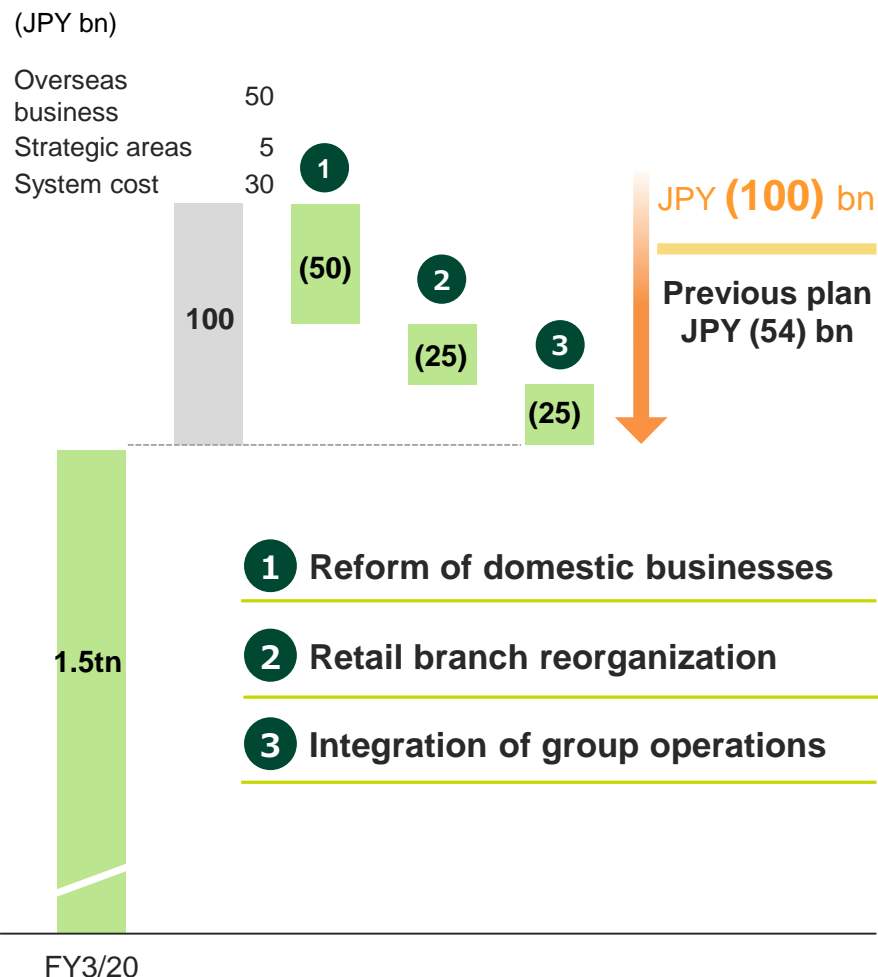 (JPY bn)
Overseas
business 50
Strategic areas 5
System cost 30
1
(50)
2
100
(25)
3
(25)
JPY (100) bn
Previous plan
JPY (54) bn
1 Reform of domestic businesses
2 Retail branch reorganization
3 Integration of group operations
1.5tn
FY3/20